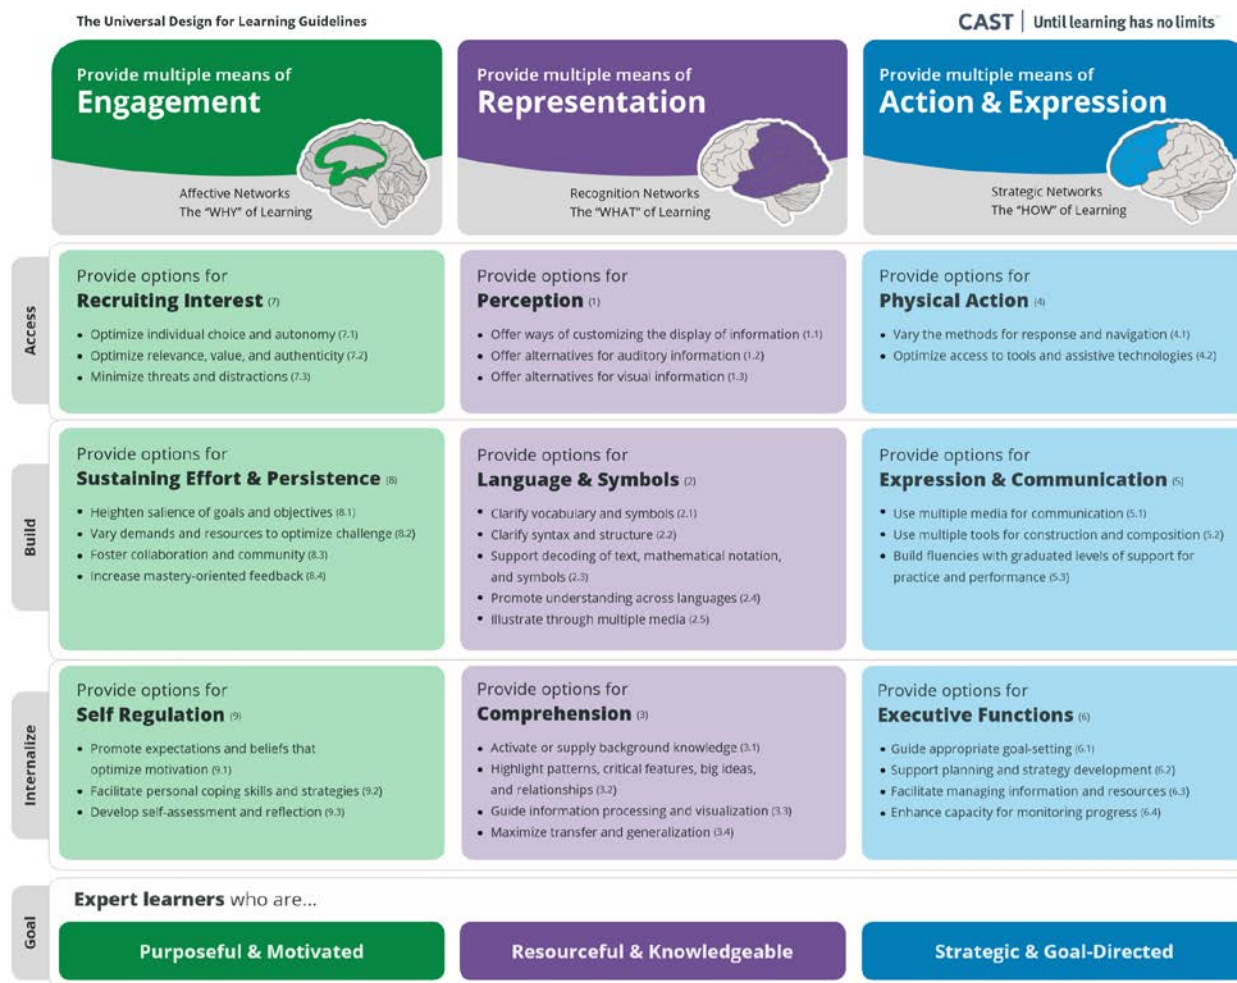 The Universal Design for Learning Guidelines
CAST | Until learning has no limits
Provide multiple means of
Engagement
Affective Networks
The "WHY" of Learning
Provide multiple means of
Representation
Recognition Networks
The "WHAT" of Learning
Provide multiple means of
Action & Expression
Strategic Networks
The "HOW" of Learning
Access
Provide options for
Recruiting Interest (7)
• Optimize individual choice and autonomy (7.1)
• Optimize relevance, value, and authenticity (7.2)
• Minimize threats and distractions (7.3)
Provide options for
Perception (1)
• Offer ways of customizing the display of information (1.1)
• Offer alternatives for auditory information (1.2)
• Offer alternatives for visual information (1.3)
Provide options for
Physical Action (4)
• Vary the methods for response and navigation (4.1)
• Optimize access to tools and assistive technologies (4.2)
Build
Provide options for
Sustaining Effort & Persistence (8)
• Heighten salience of goals and objectives (8.1)
• Vary demands and resources to optimize challenge (8.2)
• Foster collaboration and community (8.3)
• Increase mastery-oriented feedback (8.4)
Provide options for
Language & Symbols (2)
• Clarify vocabulary and symbols (2.1)
• Clarify syntax and structure (2.2)
• Support decoding of text, mathematical notation,
and symbols (2.3)
• Promote understanding across languages (2.4)
• Illustrate through multiple media (2.5)
Provide options for
Expression & Communication (5)
• Use multiple media for communication (5.1)
• Use multiple tools for construction and composition (5.2)
• Build fluencies with graduated levels of support for
practice and performance (5.3)
Internalize
Provide options for
Self Regulation (9)
• Promote expectations and beliefs that
optimize motivation (9.1)
• Facilitate personal coping skills and strategies (9.2)
• Develop self-assessment and reflection (9.3)
Provide options for
Comprehension (3)
• Activate or supply background knowledge (3.1)
• Highlight patterns, critical features, big ideas,
and relationships (3.2)
• Guide information processing and visualization (3.3)
• Maximize transfer and generalization (3.4)
Provide options for
Executive Functions (6)
• Guide appropriate goal-setting (6.1)
• Support planning and strategy development (6.2)
• Facilitate managing information and resources (6.3)
• Enhance capacity for monitoring progress (6.4)
Goal
Expert learners who are...
Purposeful & Motivated
Resourceful & Knowledgeable
Strategic & Goal-Directed